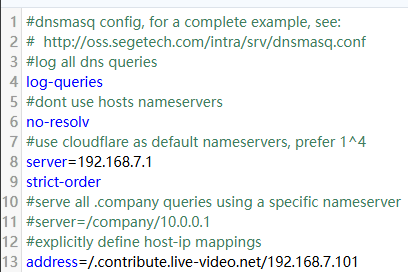 1 #dnsmasq config, for a complete example, see:
2 #  http://oss.segetech.com/intra/srv/dnsmasq.conf
3 #log all dns queries
4 log-queries
5 #dont use hosts nameservers
6 no-resolv
7 #use cloudflare as default nameservers, prefer 1^4
8 server=192.168.7.1
9 strict-order
10 #serve all .company queries using a specific nameserver
11 #server=/company/10.0.0.1
12 #explicitly define host-ip mappings
13 address=/.contribute.live-video.net/192.168.7.101